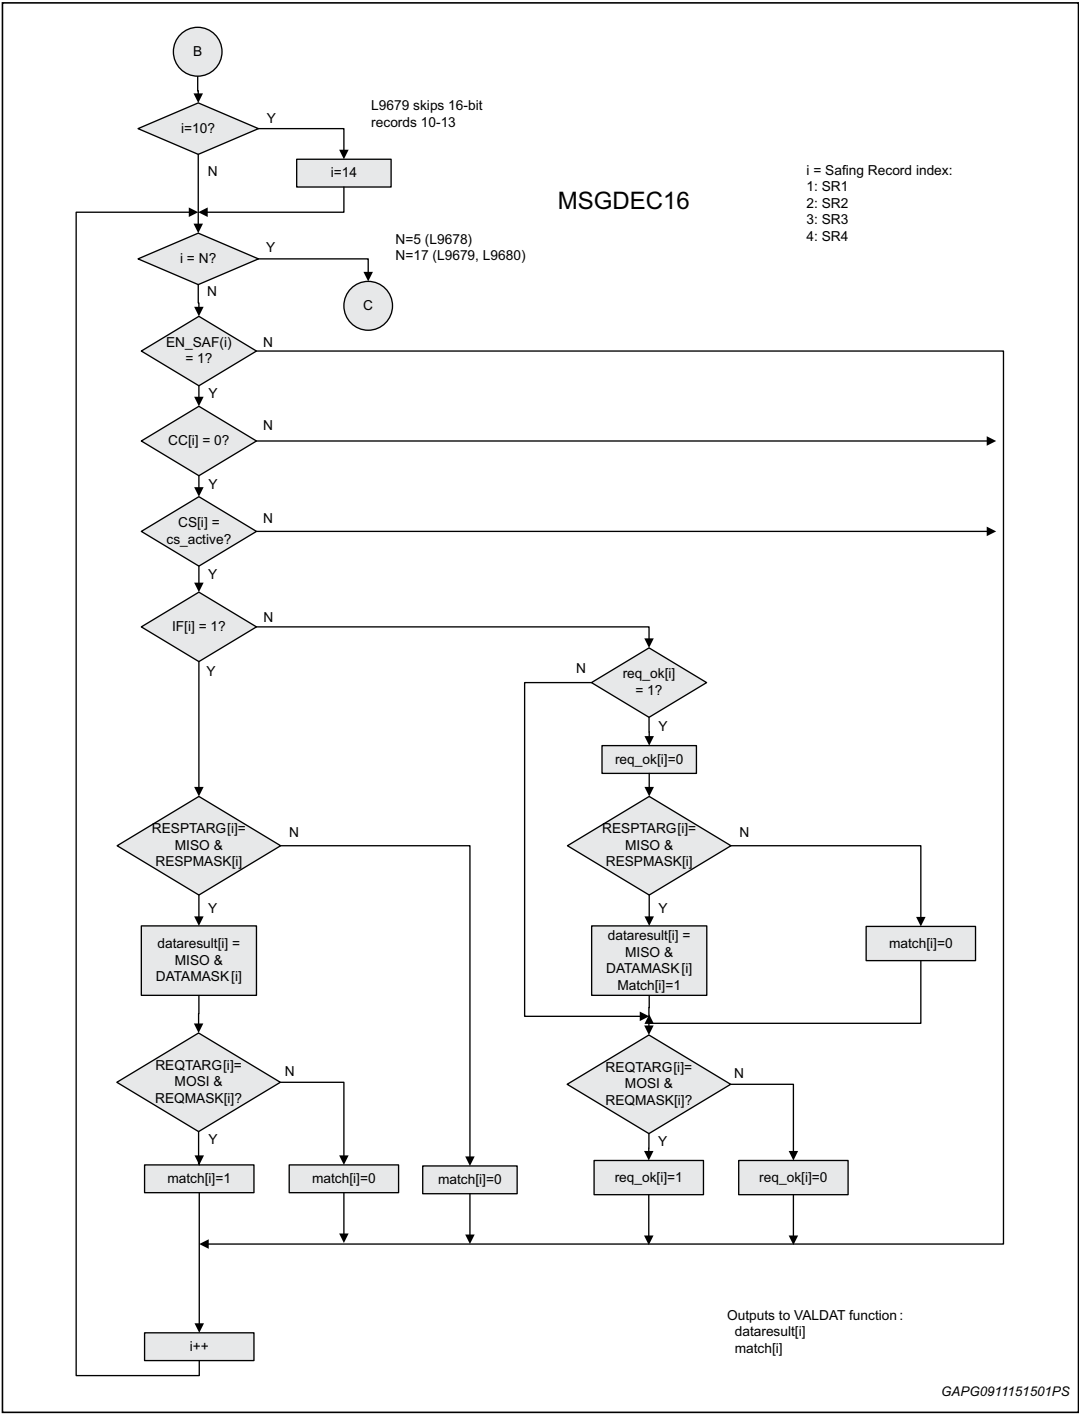 B
i=10?
Y
L9679 skips 16-bit
records 10-13
N
i=14
MSGDEC16
i = Safing Record index:
1: SR1
2: SR2
3: SR3
4: SR4
i = N?
Y
N=5 (L9678)
N=17 (L9679, L9680)
N
C
EN_SAF(i)
= 1?
N
Y
CC[i] = 0?
N
Y
CS[i] =
cs_active?
N
Y
IF[i] = 1?
N
Y
req_ok[i]
= 1?
N
Y
req_ok[i]=0
RESPTARG[i]=
MISO &
RESPMASK[i]
N
Y
RESPTARG[i]=
MISO &
RESPMASK[i]
N
Y
dataresult[i] =
MISO &
DATAMASK[i]
dataresult[i] =
MISO &
DATAMASK[i]
Match[i]=1
match[i]=0
REQTARG[i]=
MOSI &
REQMASK[i]?
N
Y
REQTARG[i]=
MOSI &
REQMASK[i]?
N
Y
match[i]=1
match[i]=0
match[i]=0
req_ok[i]=1
req_ok[i]=0
i++
Outputs to VALDAT function :
dataresult[i]
match[i]
GAPG0911151501PS